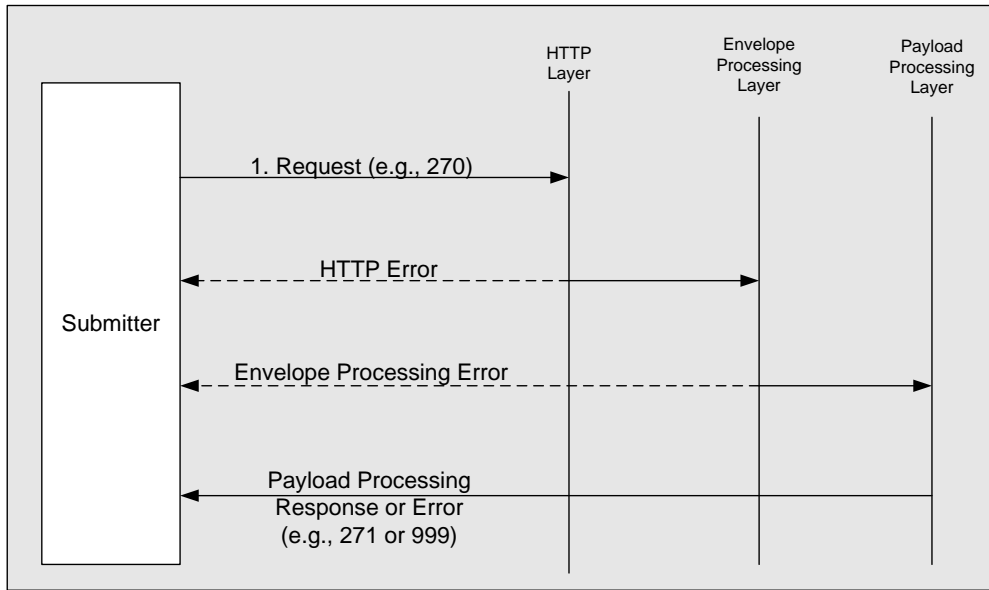 HTTP
Layer
Envelope
Processing
Layer
Payload
Processing
Layer
1. Request (e.g., 270)
HTTP Error
Submitter
Envelope Processing Error
Payload Processing
Response or Error
(e.g., 271 or 999)